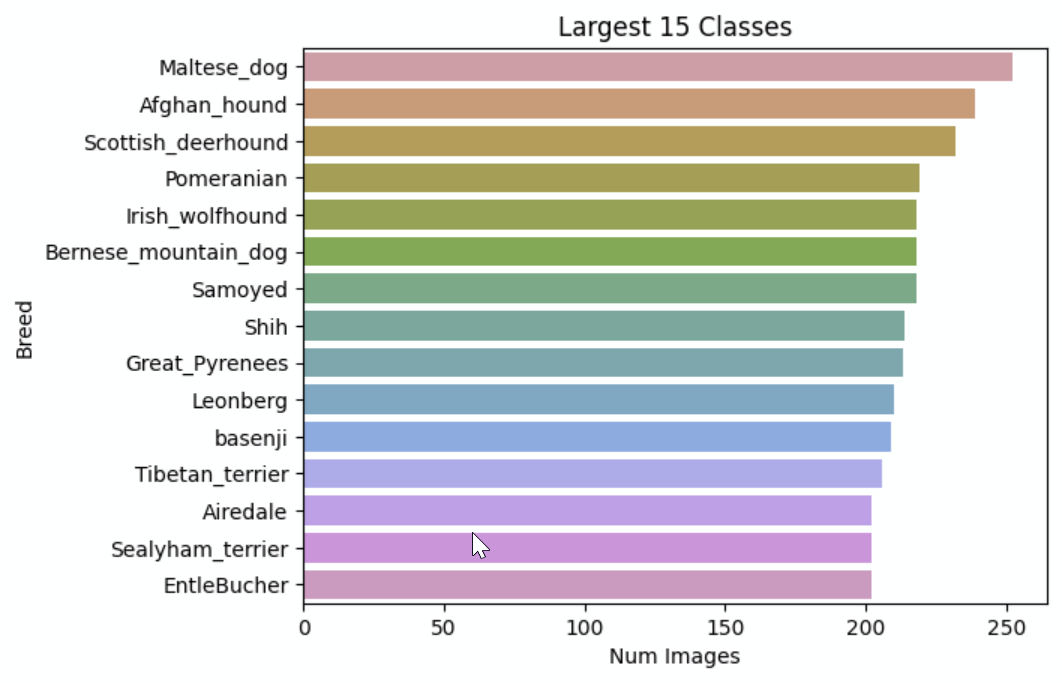 Largest 15 Classes
Maltese_dog
Afghan_hound
Scottish_deerhound
Pomeranian
Irish_wolfhound
Bernese_mountain_dog
Samoyed
Shih
Great_Pyrenees
Leonberg
basenji
Tibetan_terrier
Airedale
Sealyham_terrier
EntleBucher
Breed
0 50 100 150 200 250
Num Images